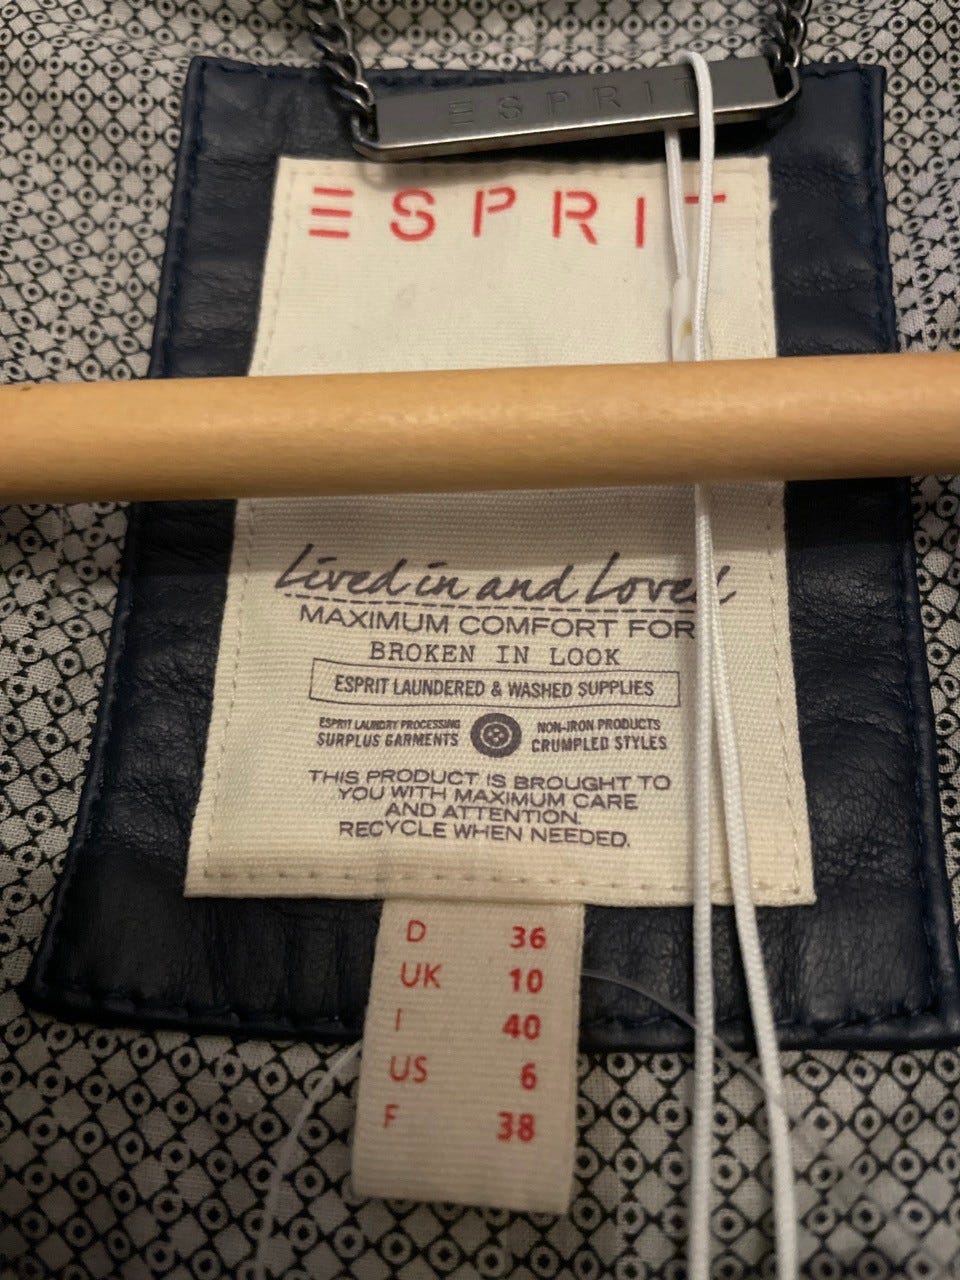 ESPRIT
ESPRIT
Lived in and Loved
MAXIMUM COMFORT FOR
BROKEN IN LOOK
ESPRIT LAUNDERED & WASHED SUPPLIES
ESPRIT LAUNDRY PROCESSING
SURPLUS GARMENTS
NON-IRON PRODUCTS
CRUMPLED STYLES
THIS PRODUCT IS BROUGHT TO
YOU WITH MAXIMUM CARE
AND ATTENTION.
RECYCLE WHEN NEEDED.
D 36
UK 10
I 40
US 6
F 38